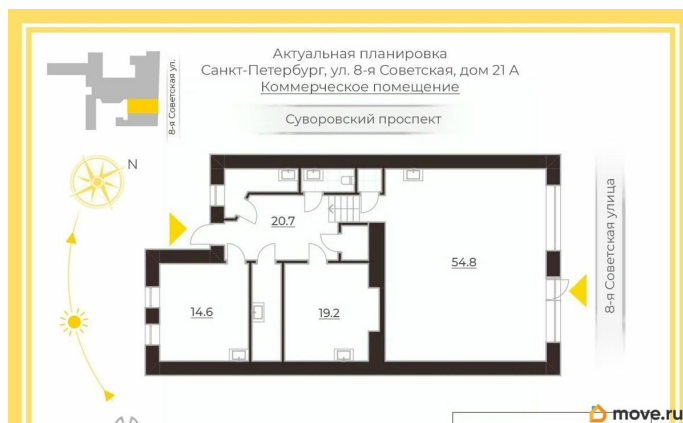 Актуальная планировка
Санкт-Петербург, ул. 8-я Советская, дом 21 А
Коммерческое помещение
8-я Советская ул.
Суворовский проспект
N
20.7
54.8
8-я Советская улица
14.6
19.2
move.ru